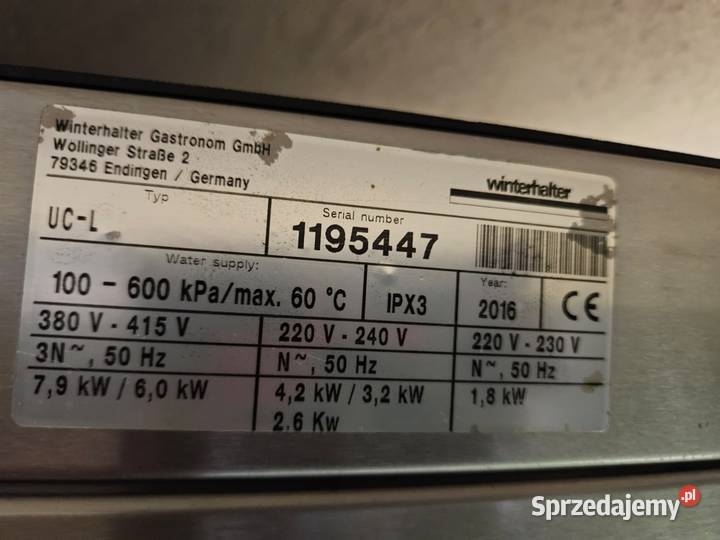 Winterhalter Gastronom GmbH
Wöllinger Straße 2
79346 Endingen / Germany
winterhalter
Typ
UC-L
Serial number
1195447
Water supply:
100 - 600 kPa/max. 60 °C
IPX3
Year:
2016
CE
380 V - 415 V
3N~, 50 Hz
7,9 kW / 6,0 kW
220 V - 240 V
N~, 50 Hz
4,2 kW / 3,2 kW
2,6 Kw
220 V - 230 V
N~, 50 Hz
1,8 kW
Sprzedajemy.pl